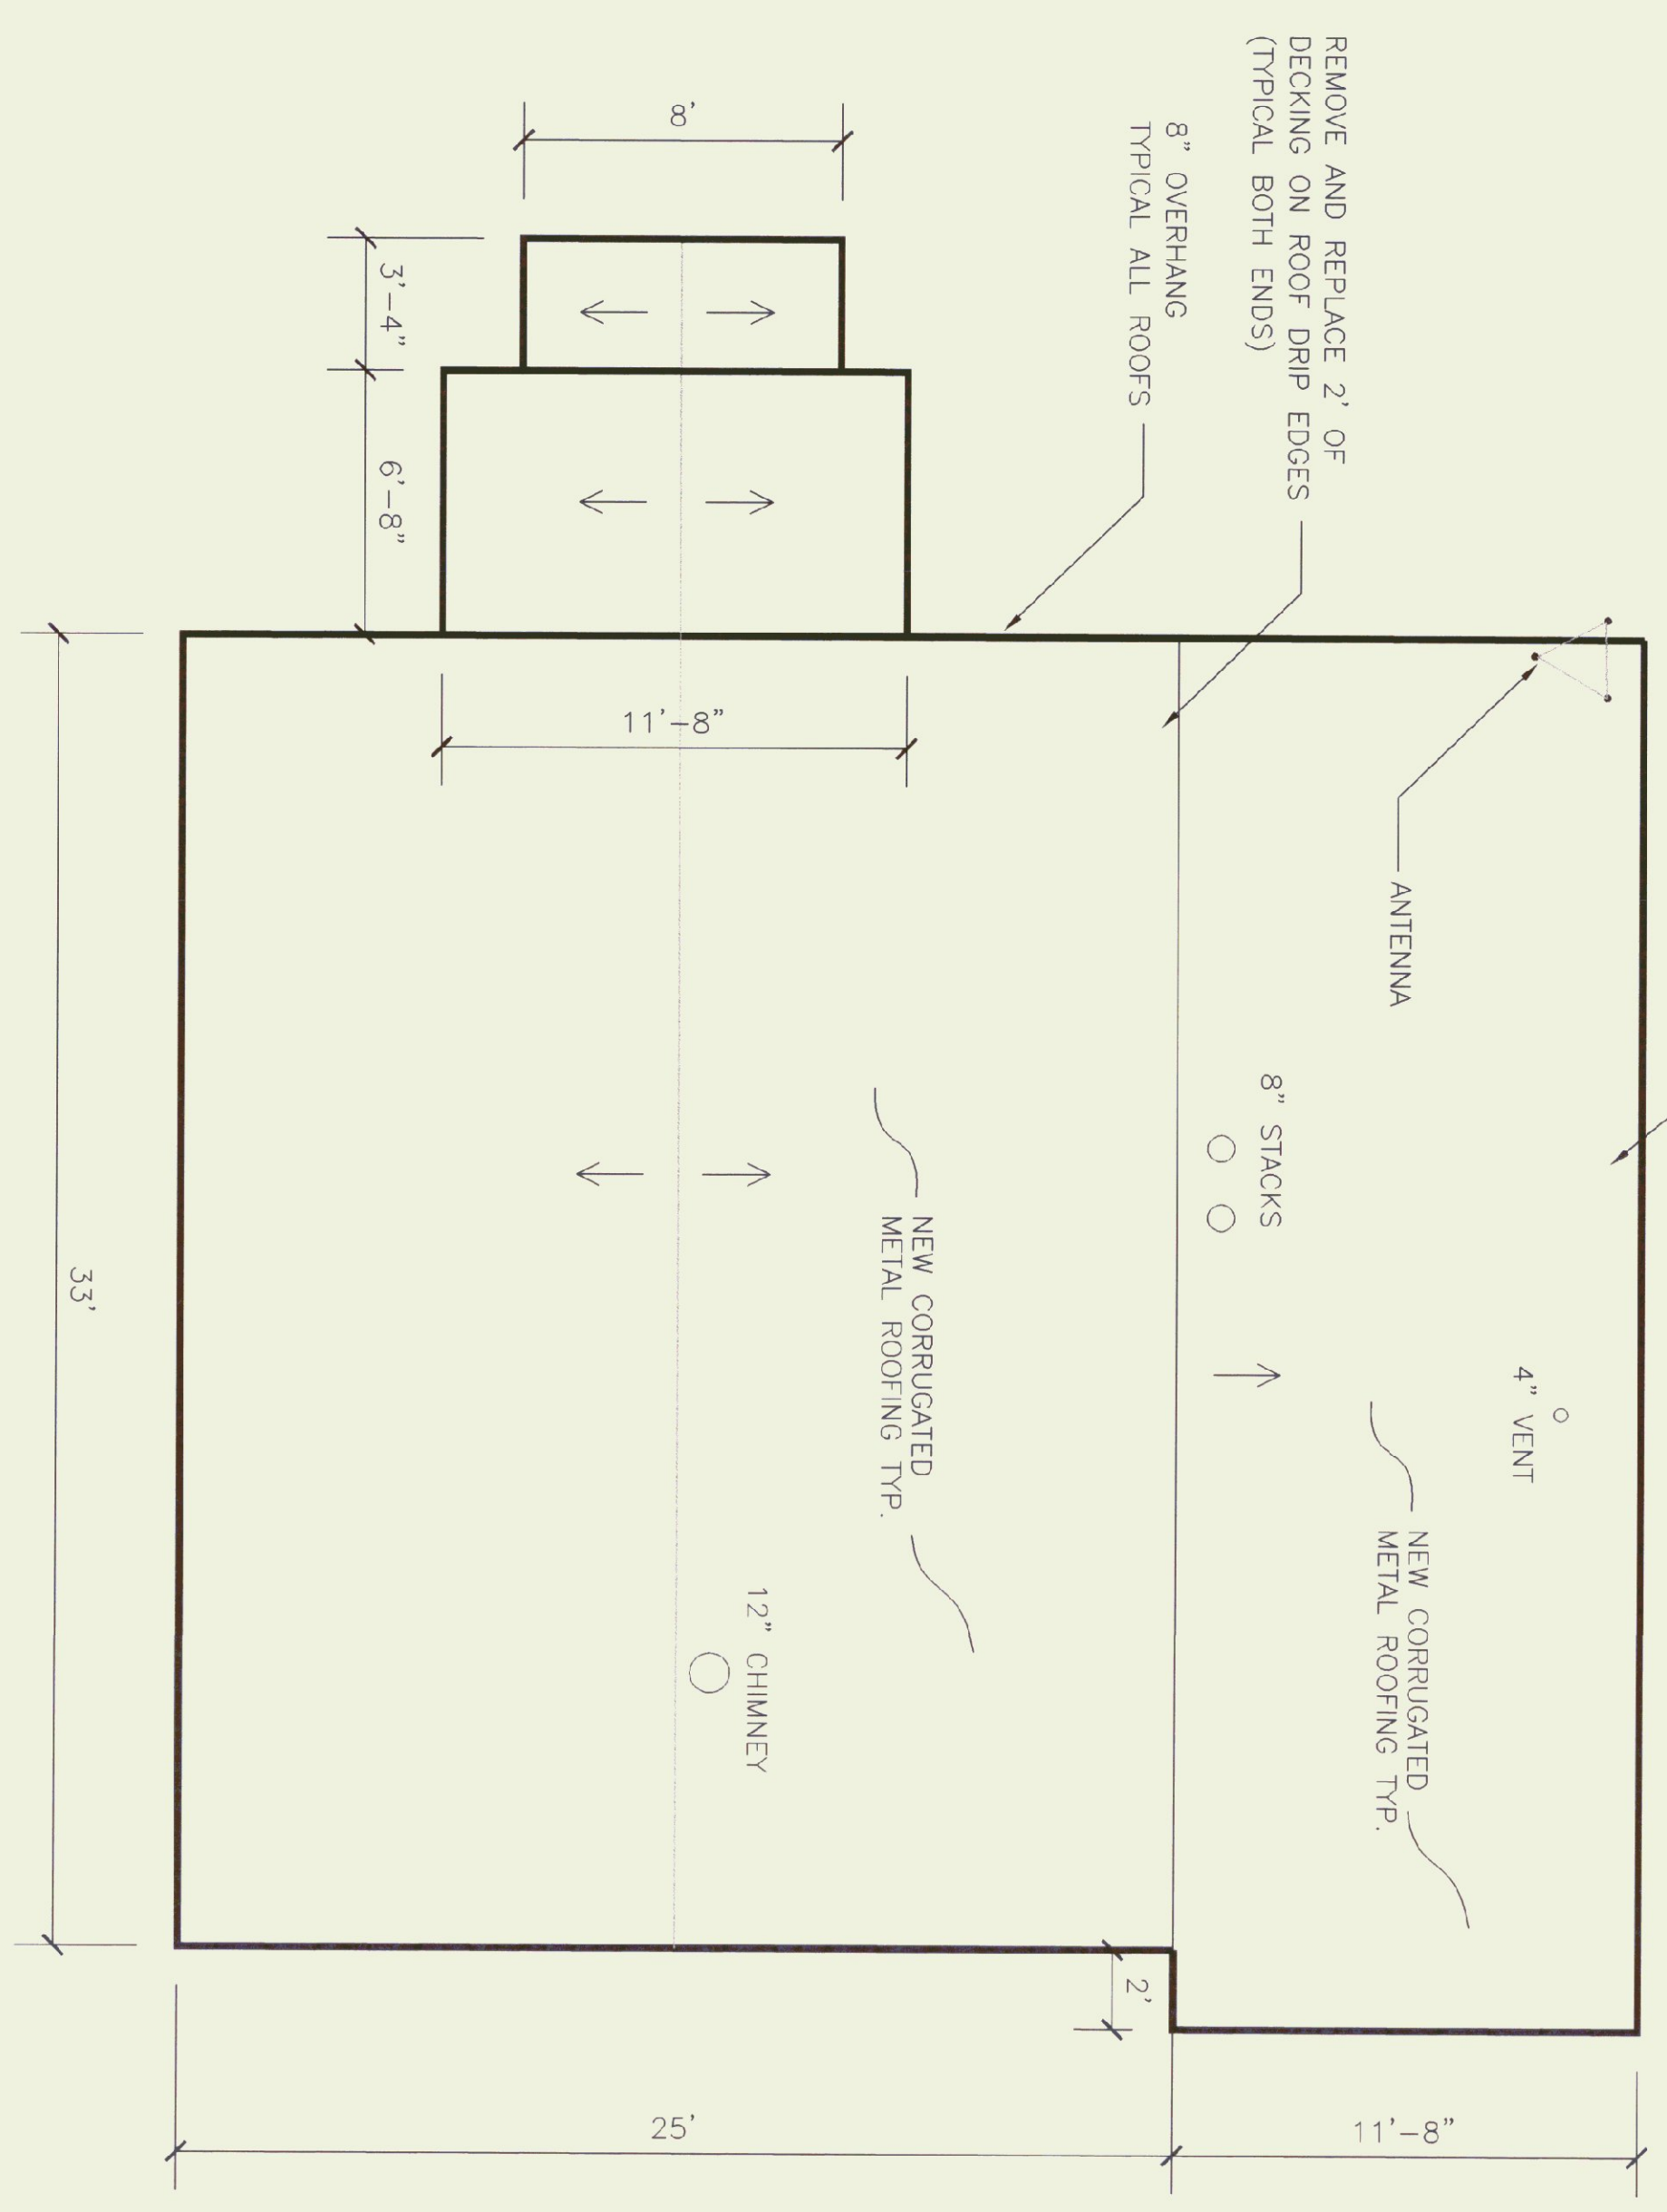 REMOVE AND REPLACE 2' OF
DECKING ON ROOF DRIP EDGES
(TYPICAL BOTH ENDS)
8" OVERHANG
TYPICAL ALL ROOFS
8'
3'-4"
6'-8"
11'-8"
ANTENNA
8" STACKS
4" VENT
NEW CORRUGATED
METAL ROOFING TYP.
NEW CORRUGATED
METAL ROOFING TYP.
12" CHIMNEY
33'
2'
25'
11'-8"